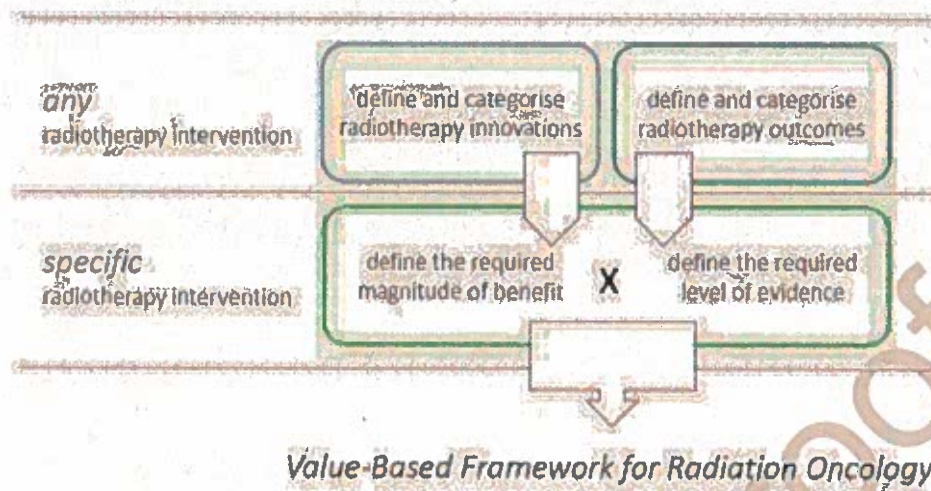 any
radiotherapy intervention
define and categorise
radiotherapy innovations
define and categorise
radiotherapy outcomes
specific
radiotherapy intervention
define the required
magnitude of benefit
X
define the required
level of evidence
Value-Based Framework for Radiation Oncology